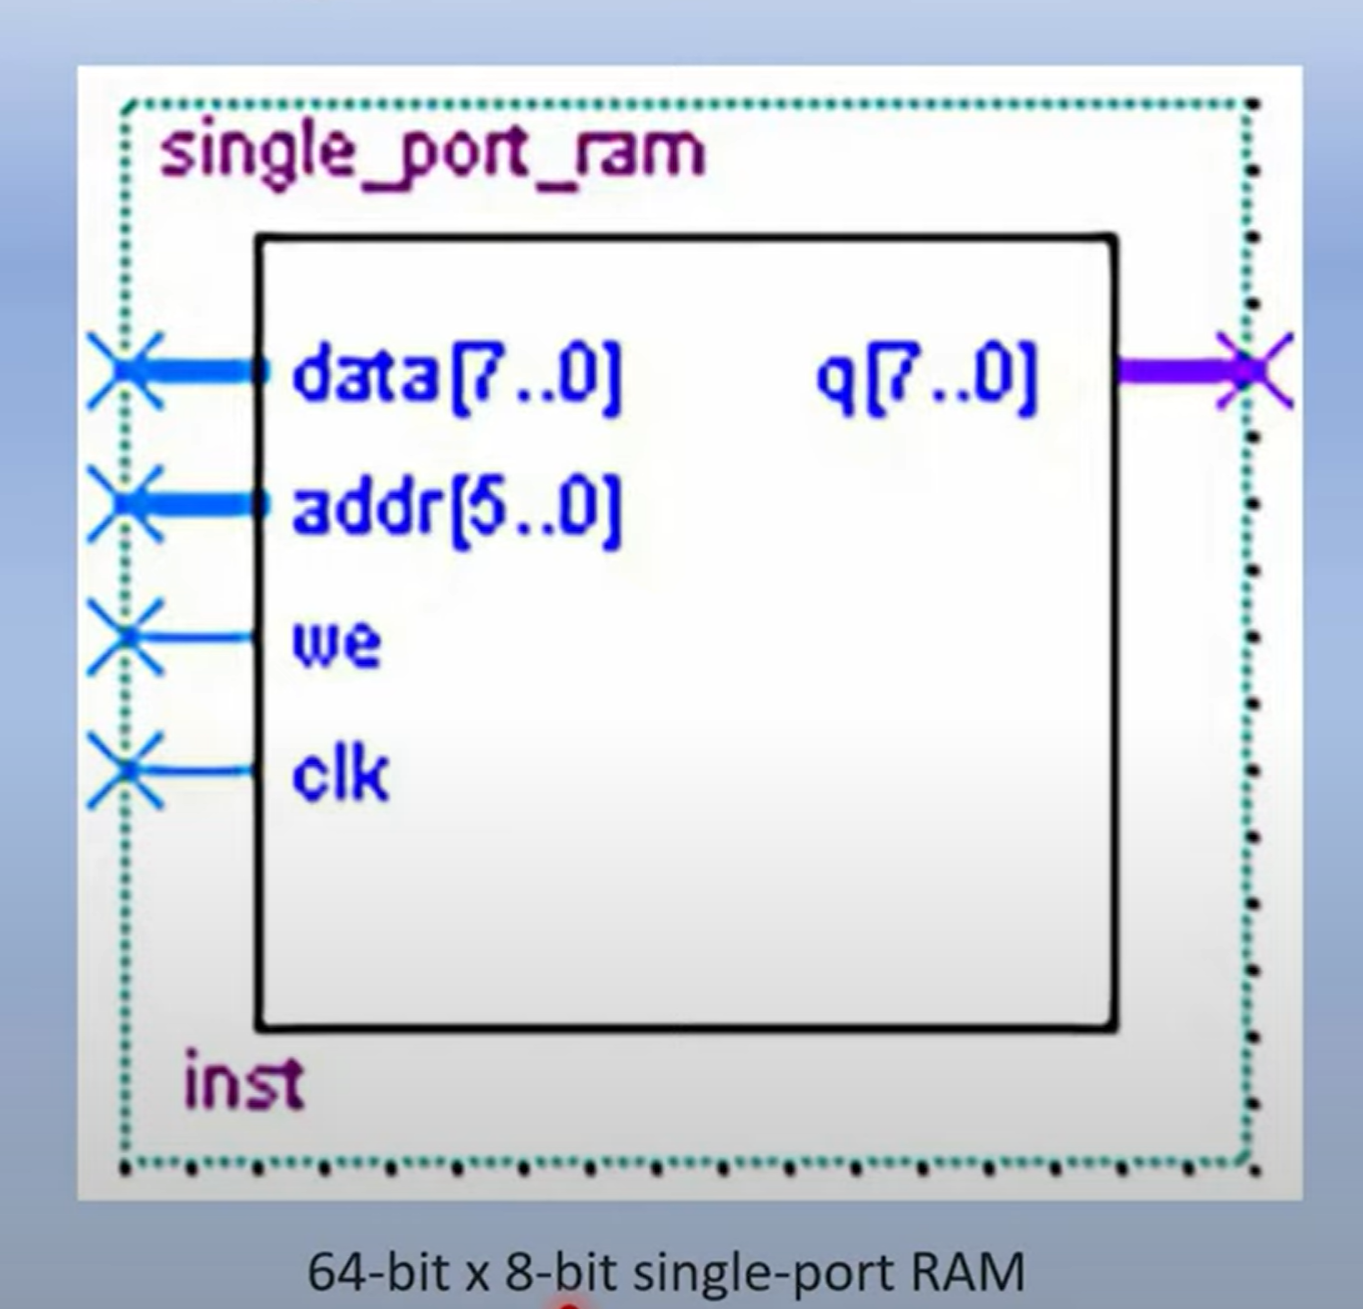 single_port_ram
data[7..0] q[7..0]
addr[5..0]
we
clk
inst
64-bit x 8-bit single-port RAM